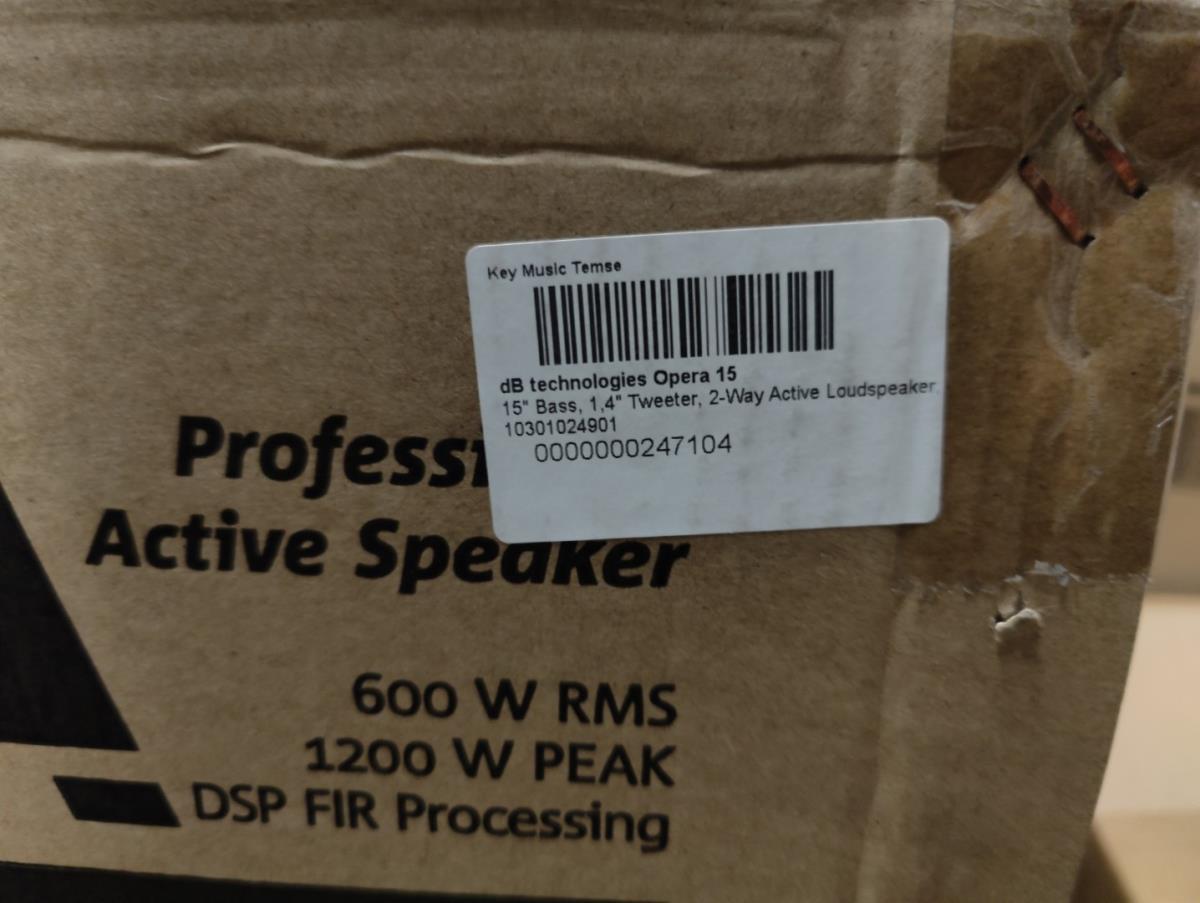 Key Music Temse
dB technologies Opera 15
15" Bass, 1,4" Tweeter, 2-Way Active Loudspeaker,
10301024901
0000000247104
Professi
Active Speaker
600 W RMS
1200 W PEAK
DSP FIR Processing